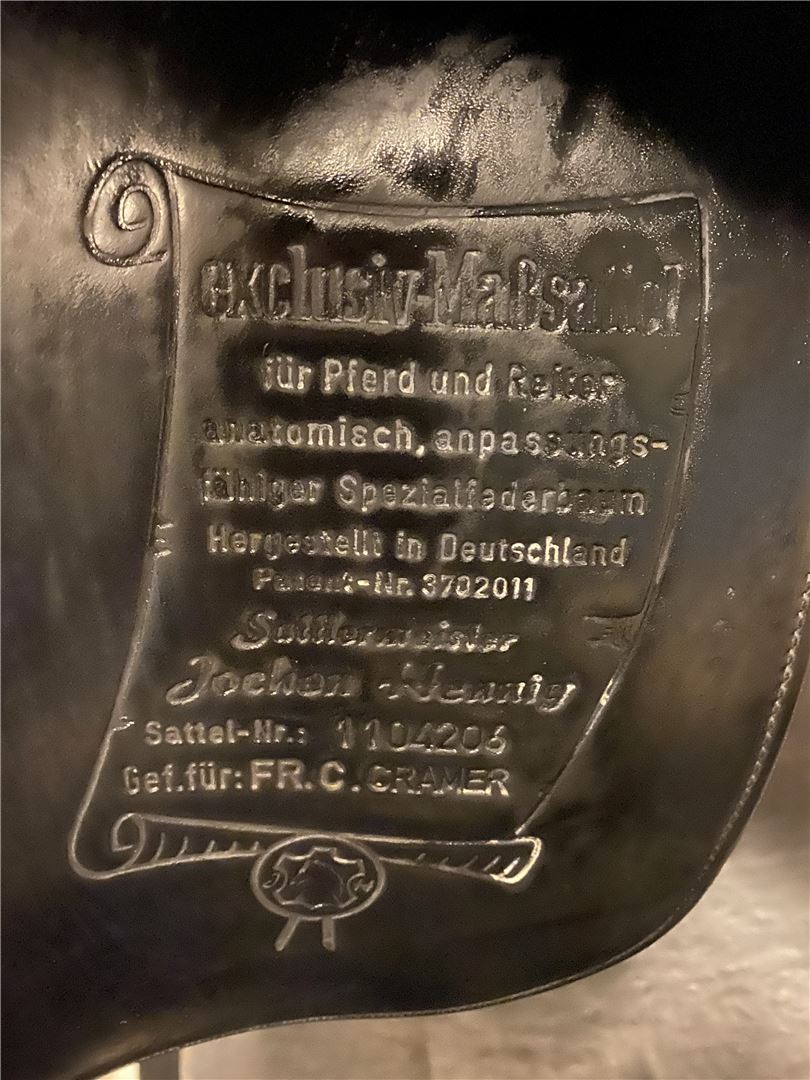 exclusiv-Maßsattel
für Pferd und Reiter
anatomisch, anpassungs-
fähiger Spezialfederbaum
Hergestellt in Deutschland
Patent-Nr. 3702011
Sattlermeister
Jochen Hennig
Sattel-Nr.: 1104206
Gef.für: FR. C. CRAMER